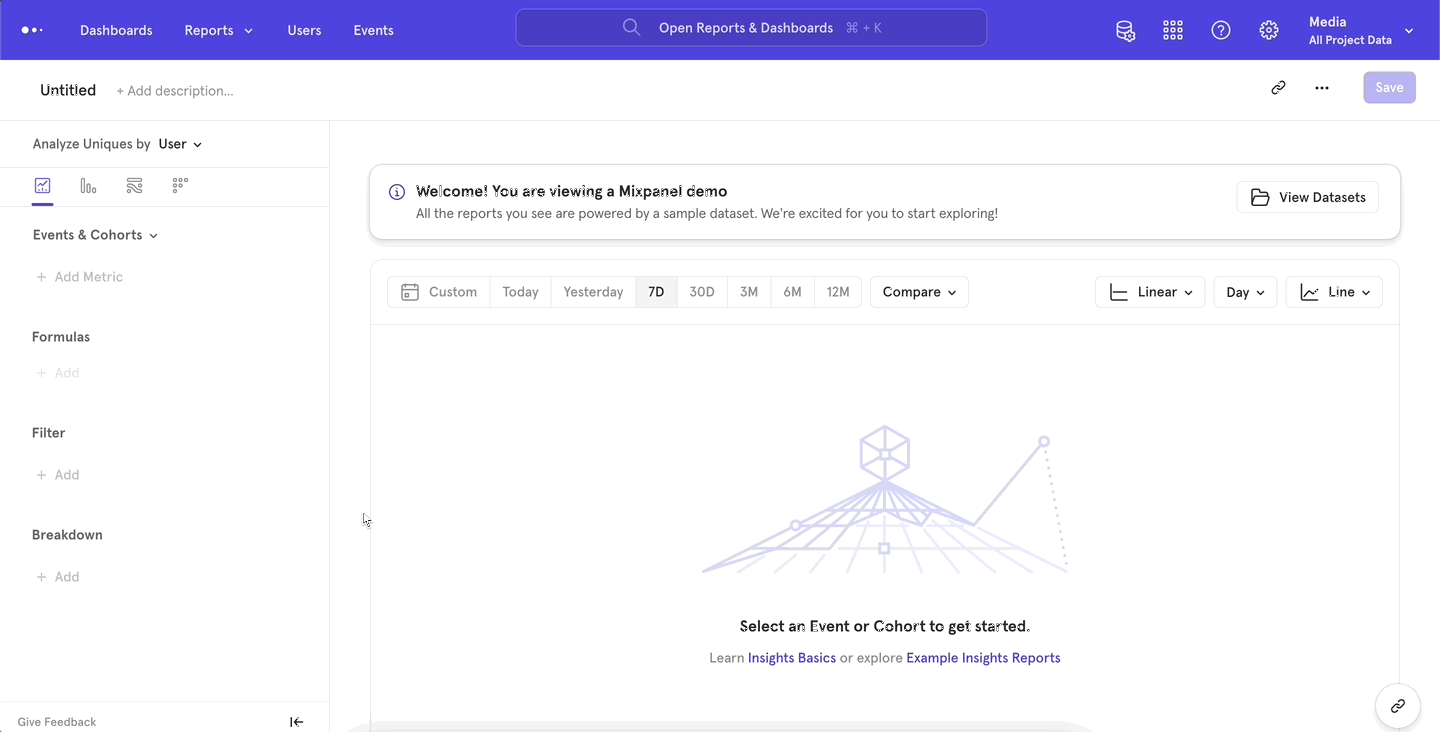 Dashboards Reports Users Events Open Reports & Dashboards ⌘ + K Media
All Project Data
Untitled + Add description... Save
Analyze Uniques by User
Welcome! You are viewing a Mixpanel demo
All the reports you see are powered by a sample dataset. We're excited for you to start exploring!
View Datasets
Events & Cohorts
+ Add Metric
Formulas
+ Add
Filter
+ Add
Breakdown
+ Add
Custom Today Yesterday 7D 30D 3M 6M 12M Compare Linear Day Line
Select an Event or Cohort to get started.
Learn Insights Basics or explore Example Insights Reports
Give Feedback